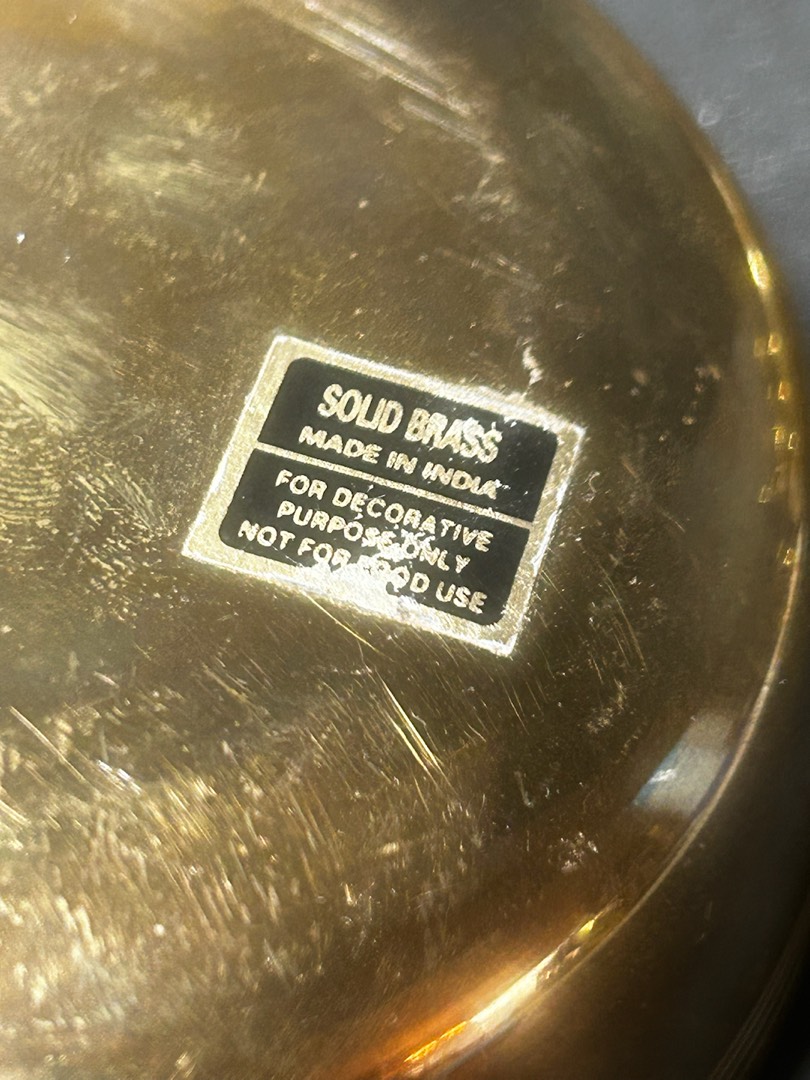 SOLID BRASS
MADE IN INDIA
FOR DECORATIVE
PURPOSE ONLY
NOT FOR FOOD USE